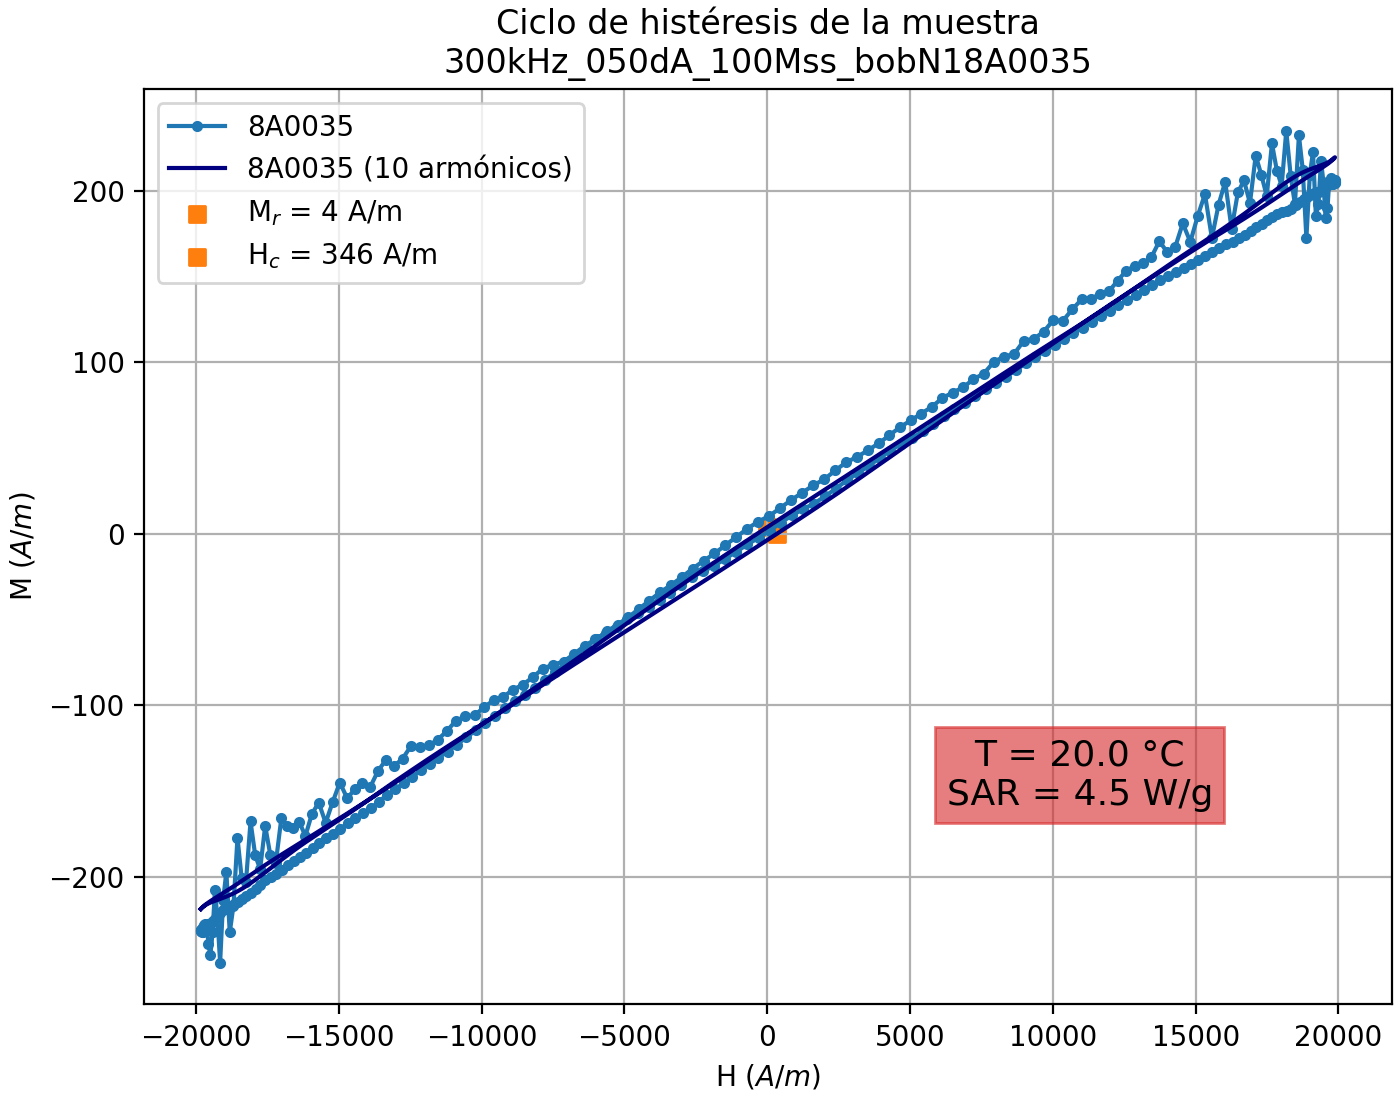 Ciclo de histéresis de la muestra
300kHz_050dA_100Mss_bobN18A0035
8A0035
8A0035 (10 armónicos)
Mr = 4 A/m
Hc = 346 A/m
M (A/m)
200
100
0
−100
−200
T = 20.0 °C
SAR = 4.5 W/g
−20000 −15000 −10000 −5000 0 5000 10000 15000 20000
H (A/m)